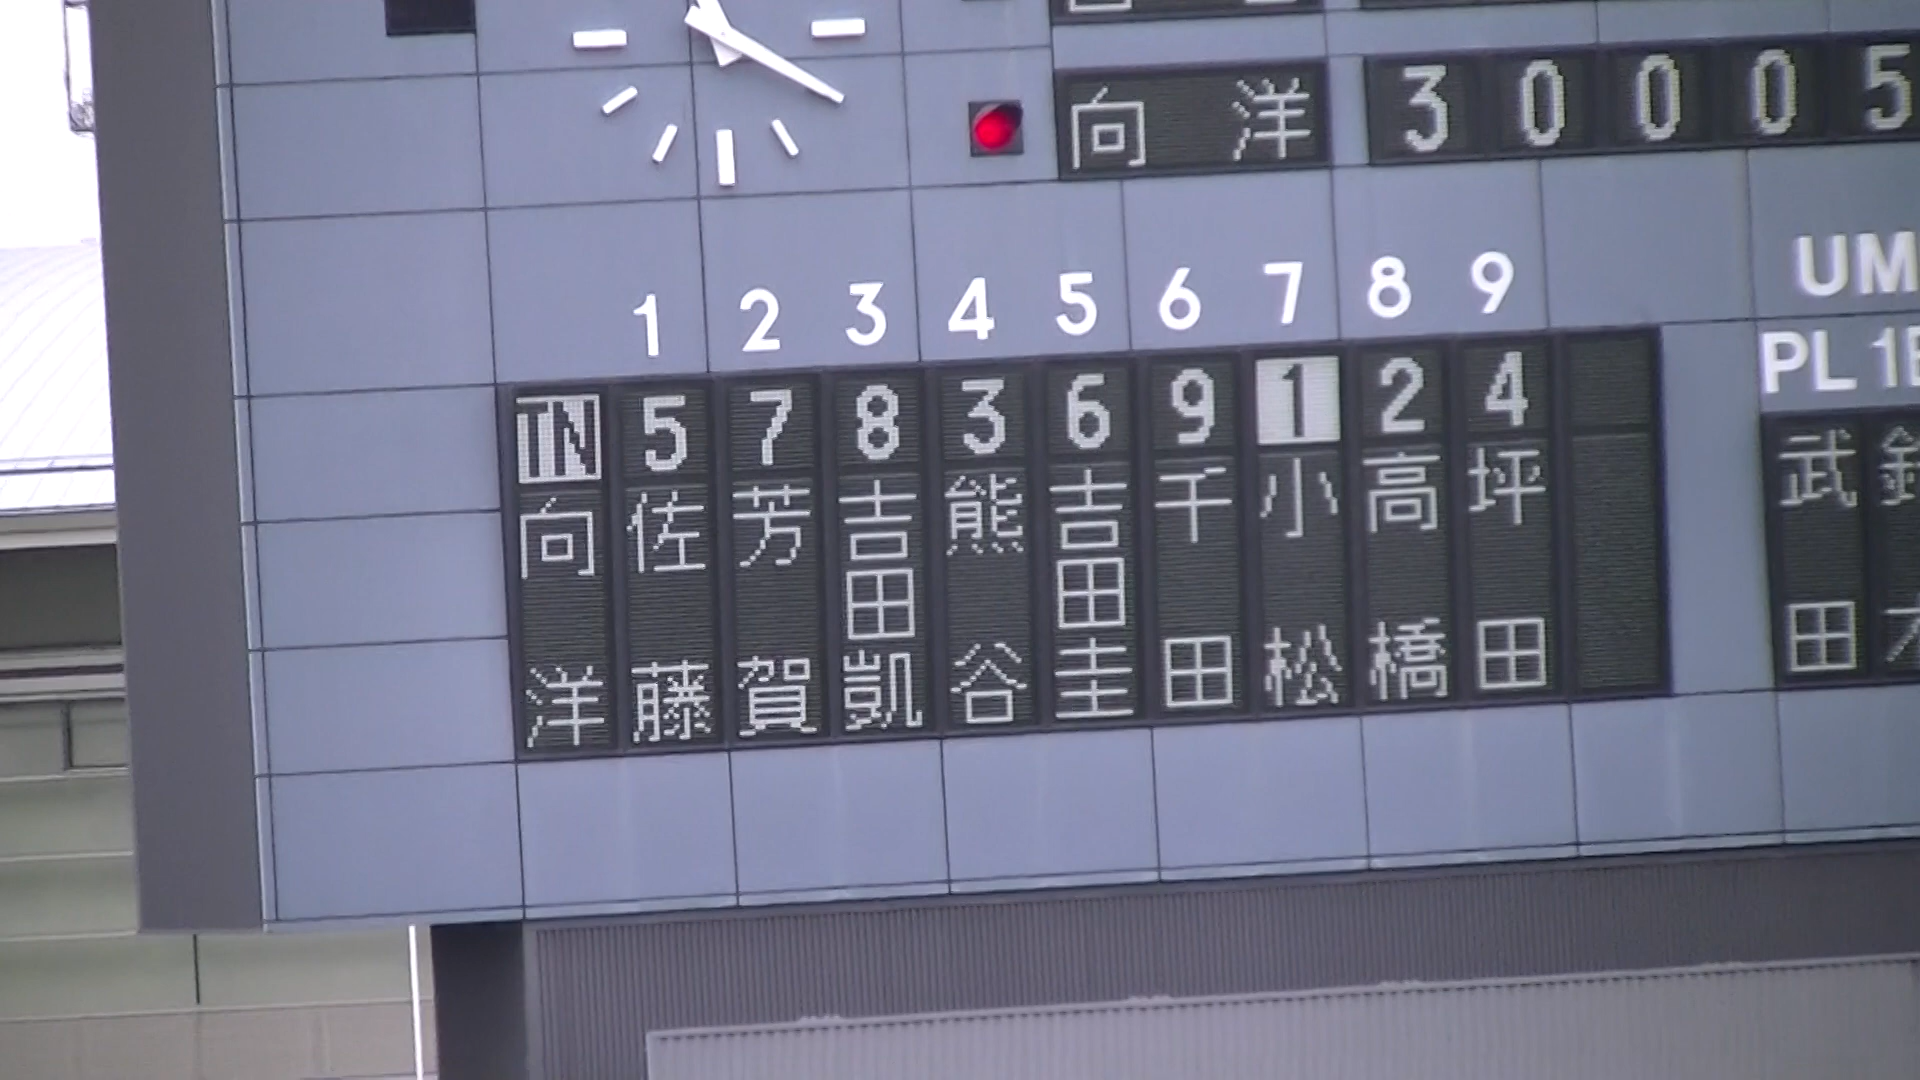 向洋 3 0 0 0 5
1 2 3 4 5 6 7 8 9
UM
PL 1B
IN 5 7 8 3 6 9 1 2 4
向洋
佐藤
芳賀
吉田凱
熊谷
吉田圭
千田
小松
高橋
坪田
武田